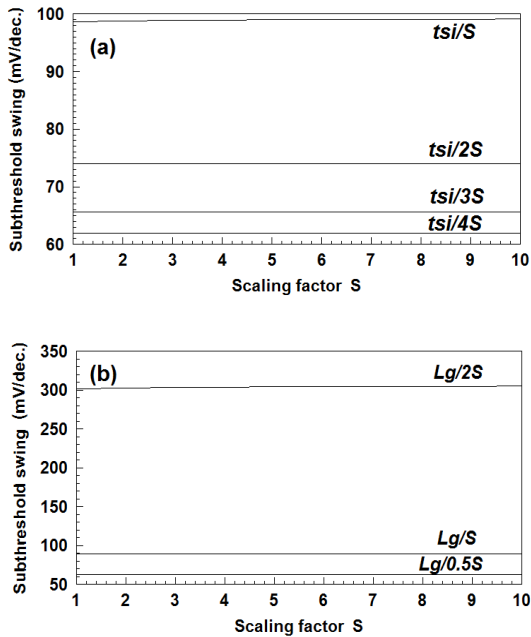 Subthreshold swing (mV/dec.)
100
90
80
70
60
(a)
tsi/S
tsi/2S
tsi/3S
tsi/4S
1 2 3 4 5 6 7 8 9 10
Scaling factor S
Subthreshold swing (mV/dec.)
350
300
250
200
150
100
50
(b)
Lg/2S
Lg/S
Lg/0.5S
1 2 3 4 5 6 7 8 9 10
Scaling factor S